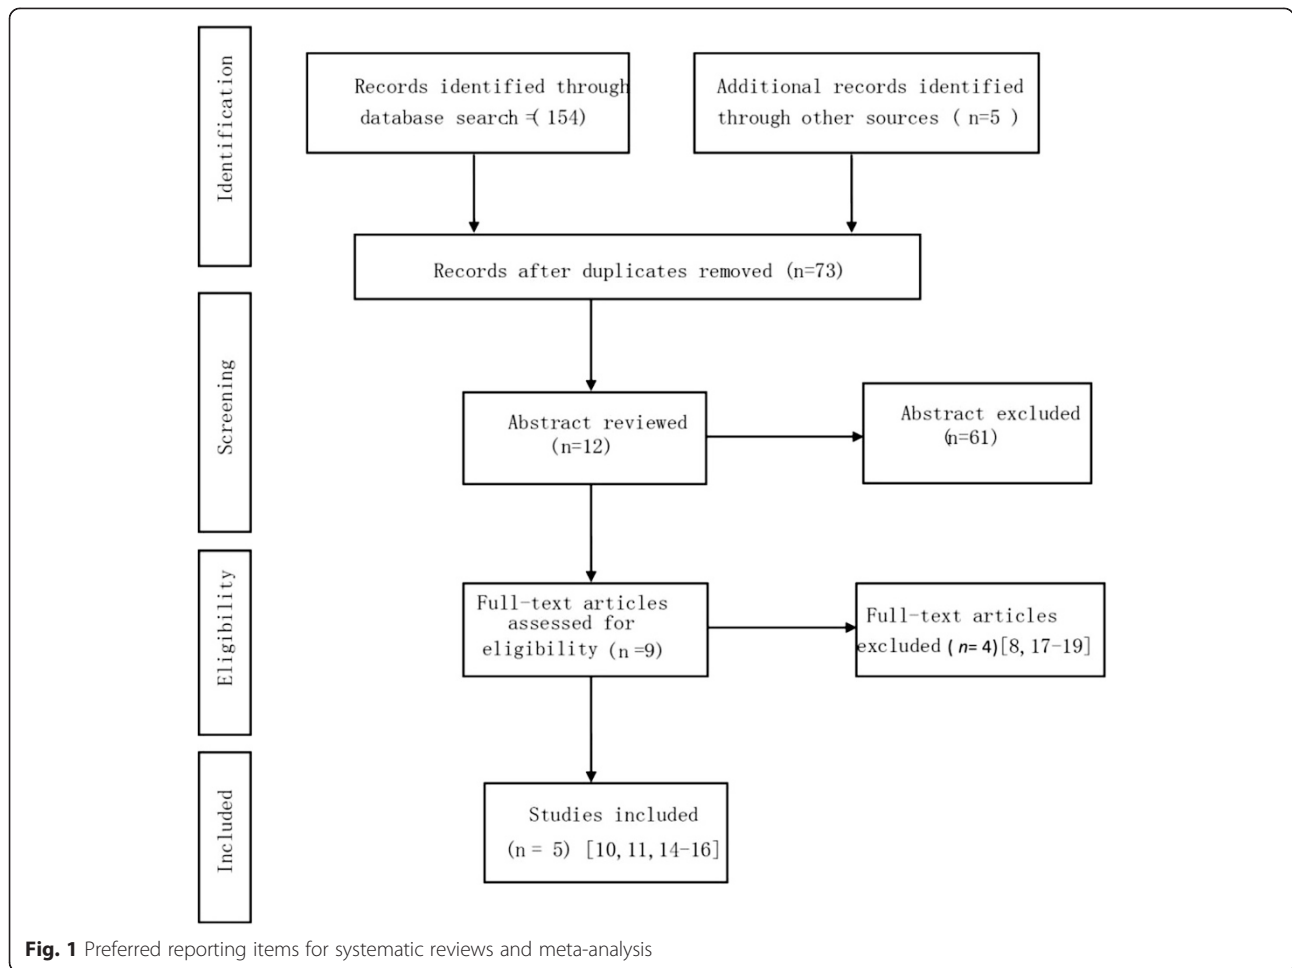 Identification
Records identified through
database search =( 154)
Additional records identified
through other sources ( n=5 )
Records after duplicates removed (n=73)
Screening
Abstract reviewed
(n=12)
Abstract excluded
(n=61)
Eligibility
Full-text articles
assessed for
eligibility (n =9)
Full-text articles
excluded ( n= 4) [8, 17-19]
Included
Studies included
(n = 5) [10, 11, 14-16]
Fig. 1 Preferred reporting items for systematic reviews and meta-analysis